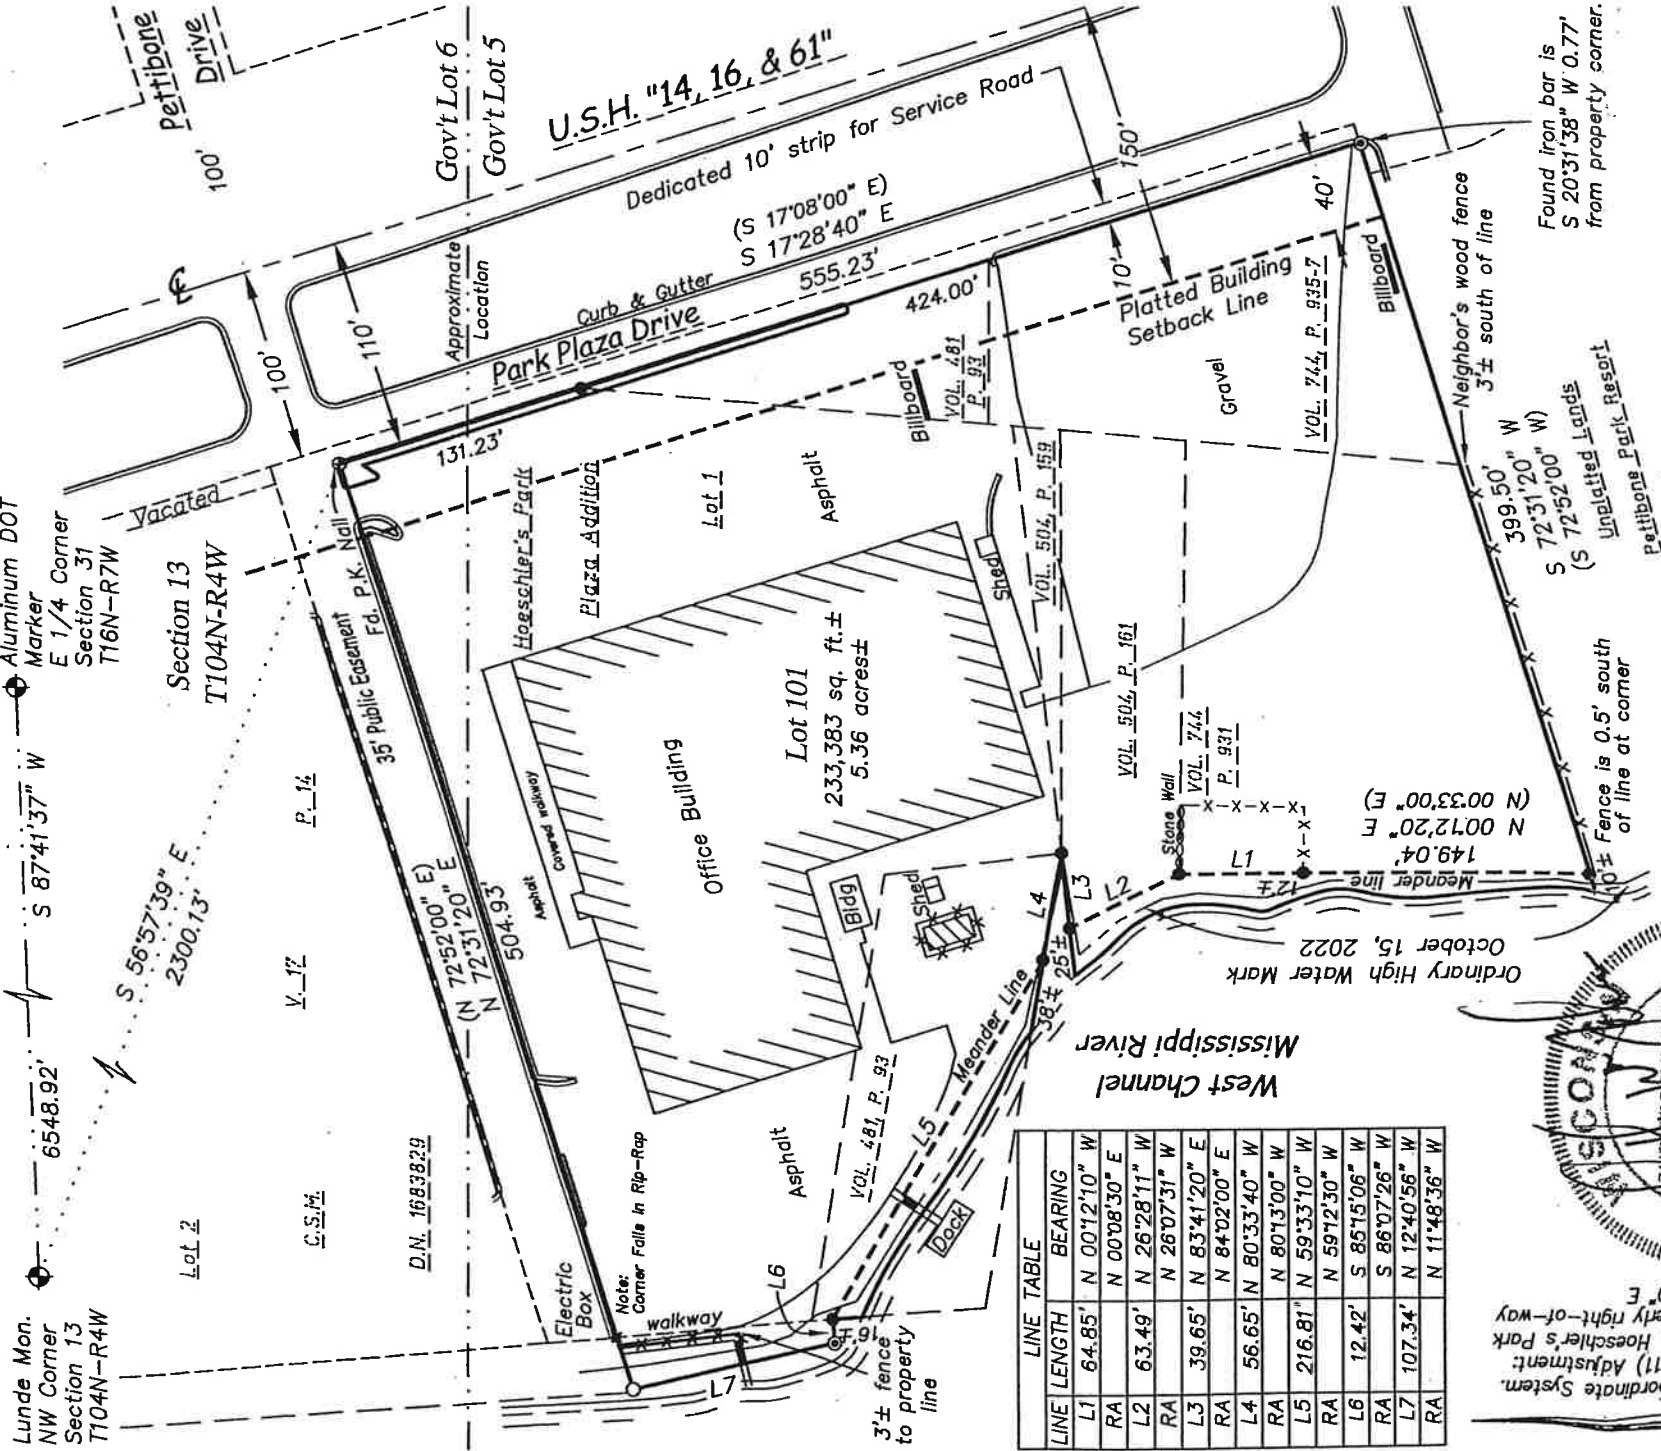 Lunde Mon.
NW Corner
Section 13
T104N-R4W
6548.92'
S 87°41'37" W
Aluminum DOT
Marker
E 1/4 Corner
Section 31
T16N-R7W
S 56°57'39" E
2300.13'
Section 13
T104N-R4W
Vacated
Pettibone
Drive
100'
Gov't Lot 6
Gov't Lot 5
U.S.H. "14, 16, & 61"
Dedicated 10' strip for Service Road
100'
110'
150'
Approximate
Location
Curb & Gutter
Park Plaza Drive
(S 17°08'00" E)
S 17°28'40" E
555.23'
424.00'
131.23'
10'
40'
Platted Building
Setback Line
Fd. P.K. Nail
35' Public Easement
Lot 2
C.S.M.
V. 17
P. 14
D.N. 1683829
(N 72°52'00" E)
N 72°31'20" E
504.93'
Hoeschler's Park
Plaza Addition
Lot 1
Asphalt
Billboard
VOL. 481
P. 93
Gravel
VOL. 744, P. 935-7
Billboard
Asphalt
Covered walkway
Office Building
Lot 101
233,383 sq. ft.±
5.36 acres±
Shed
VOL. 504, P. 159
VOL. 504, P. 161
VOL. 744
P. 931
Stone Wall
Bldg
Shed
Asphalt
VOL. 481, P. 93
Electric
Box
Note:
Corner Falls in Rip-Rap
walkway
L6
L7
16'±
3'± fence
to property
line
Dock
L5
Meander Line
38'±
25'±
L4
L3
L2
L1
12'±
Meander line
149.04'
N 00°12'20" E
(N 00°33'00" E)
10'±
Fence is 0.5' south
of line at corner
Ordinary High Water Mark
October 15, 2022
West Channel
Mississippi River
399.50'
S 72°31'20" W
(S 72°52'00" W)
Unplatted Lands
Pettibone Park Resort
Neighbor's wood fence
3'± south of line
Found iron bar is
S 20°31'38" W 0.77'
from property corner.
LINE TABLE
LINE LENGTH BEARING
L1 64.85' N 00°12'10" W
RA N 00°08'30" E
L2 63.49' N 26°28'11" W
RA N 26°07'31" W
L3 39.65' N 83°41'20" E
RA N 84°02'00" E
L4 56.65' N 80°33'40" W
RA N 80°13'00" W
L5 216.81' N 59°33'10" W
RA N 59°12'30" W
L6 12.42' S 85°15'06" W
RA S 86°07'26" W
L7 107.34' N 12°40'56" W
RA N 11°48'36" W
ordinate System.
11) Adjustment:
Hoeschler's Park
erly right-of-way
0" E
SCO